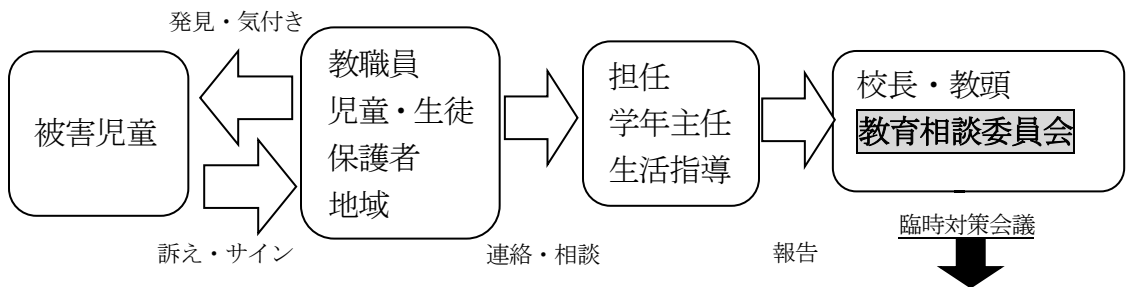 発見・気付き
被害児童
教職員
児童・生徒
保護者
地域
訴え・サイン
連絡・相談
担任
学年主任
生活指導
報告
校長・教頭
教育相談委員会
臨時対策会議